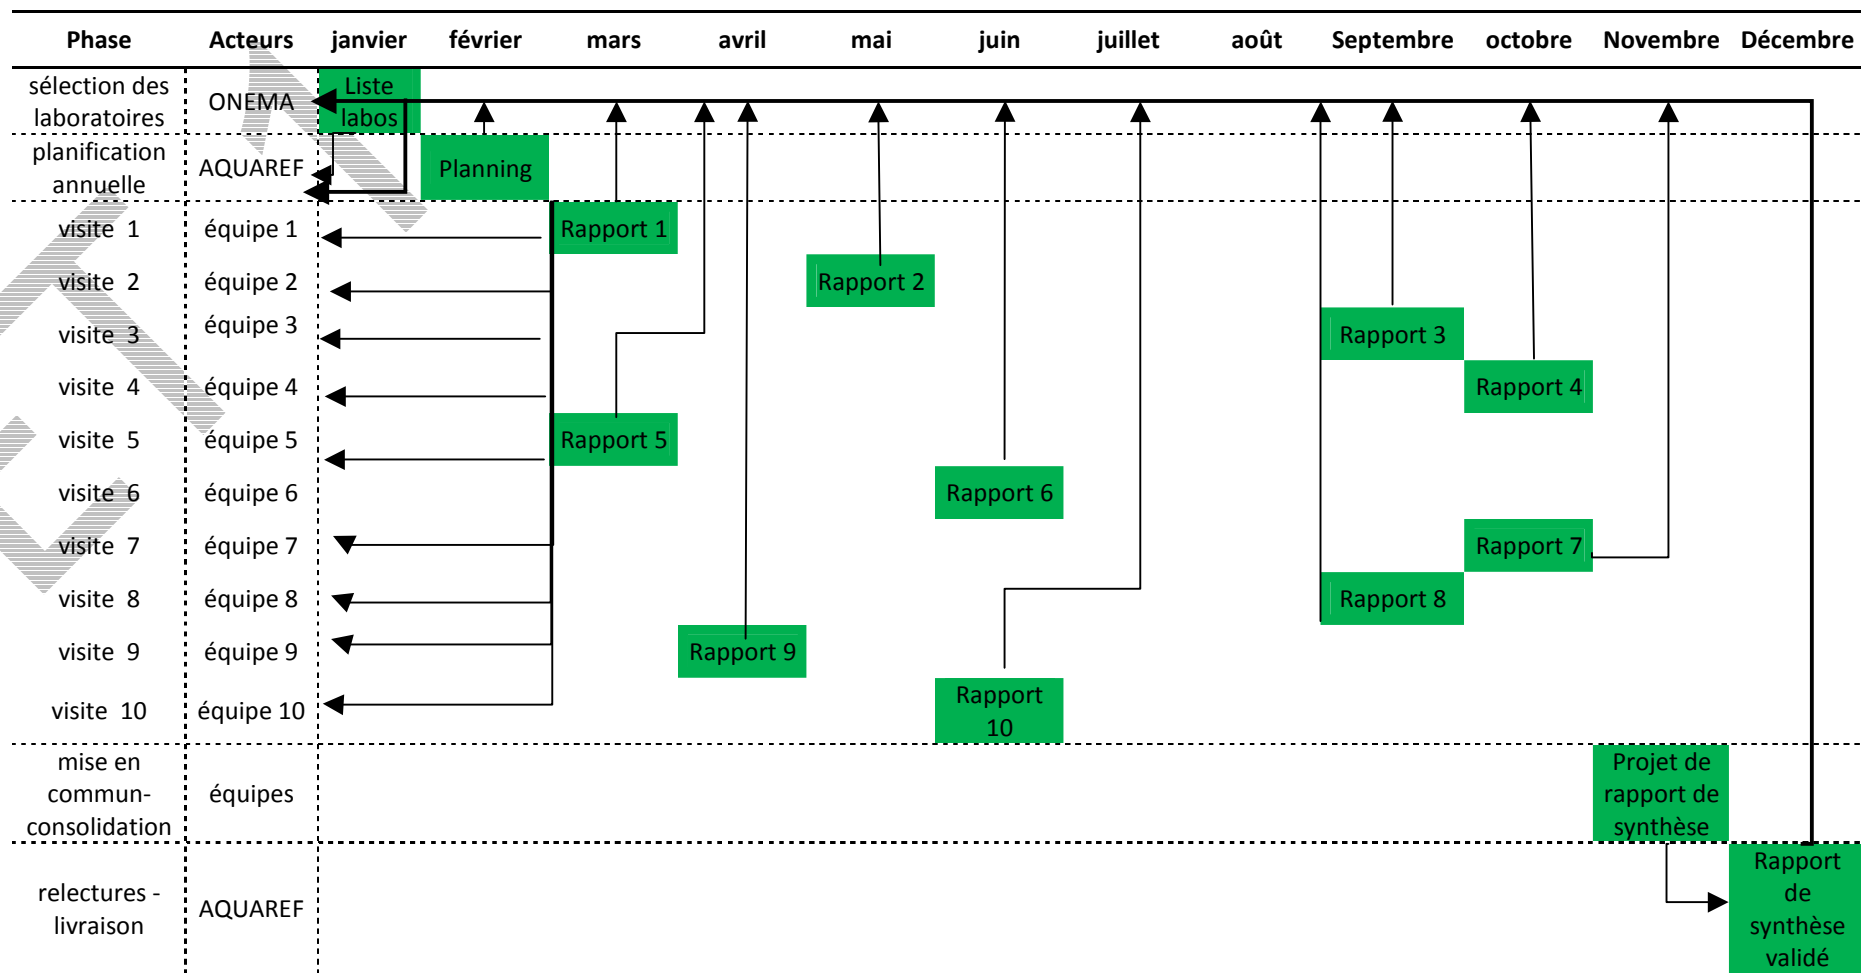 Phase Acteurs janvier février mars avril mai juin juillet août Septembre octobre Novembre Décembre
sélection des
laboratoires
ONEMA
Liste
labos
planification
annuelle
AQUAREF
Planning
visite 1 équipe 1 Rapport 1
visite 2 équipe 2 Rapport 2
visite 3 équipe 3 Rapport 3
visite 4 équipe 4 Rapport 4
visite 5 équipe 5 Rapport 5
visite 6 équipe 6 Rapport 6
visite 7 équipe 7 Rapport 7
visite 8 équipe 8 Rapport 8
visite 9 équipe 9 Rapport 9
visite 10 équipe 10 Rapport
10
mise en
commun-
consolidation
équipes
Projet de
rapport de
synthèse
relectures -
livraison
AQUAREF
Rapport
de
synthèse
validé